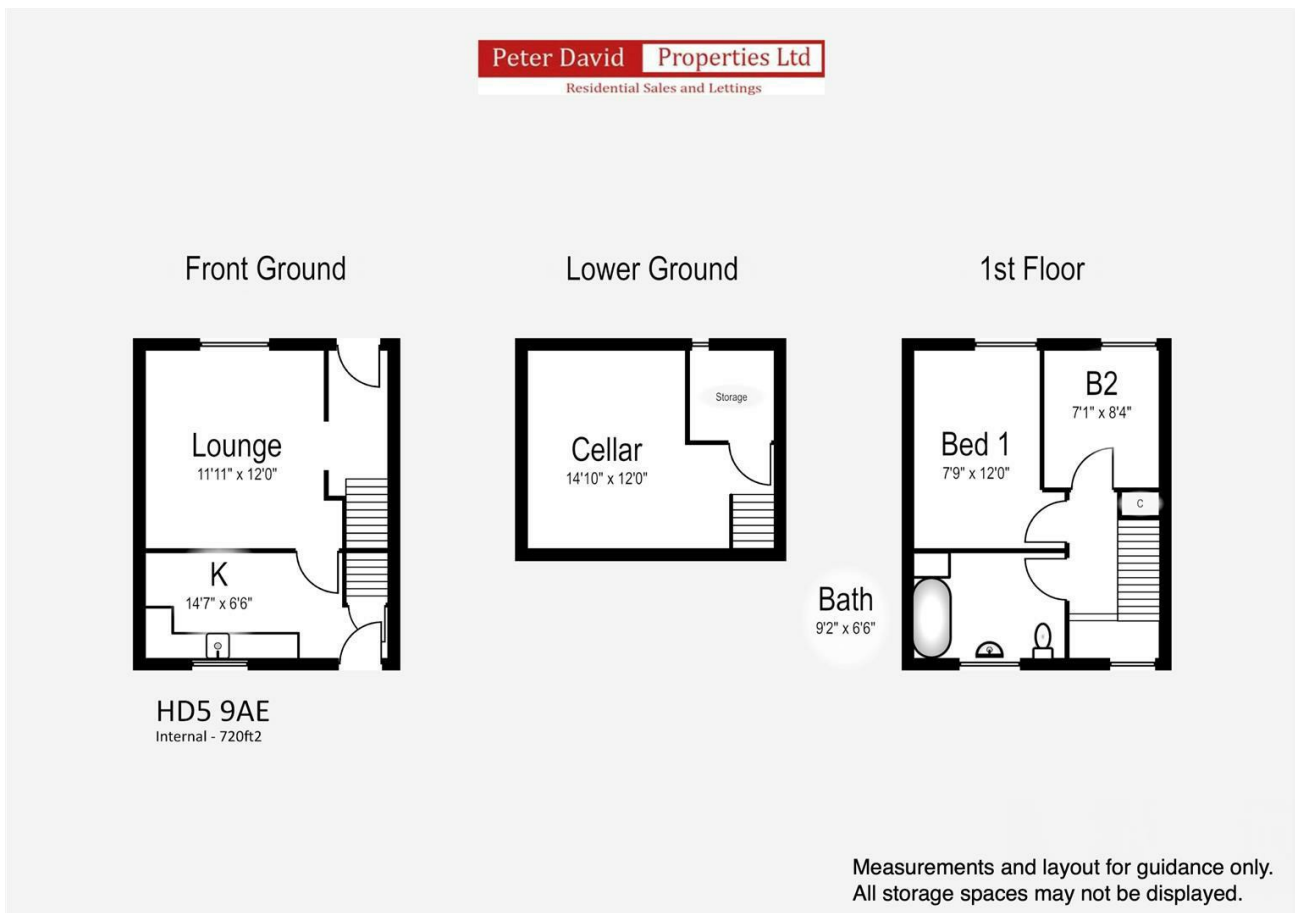 Peter David Properties Ltd
Residential Sales and Lettings
Front Ground
Lounge
11'11" x 12'0"
K
14'7" x 6'6"
HD5 9AE
Internal - 720ft2
Lower Ground
Storage
Cellar
14'10" x 12'0"
1st Floor
B2
7'1" x 8'4"
Bed 1
7'9" x 12'0"
C
Bath
9'2" x 6'6"
Measurements and layout for guidance only.
All storage spaces may not be displayed.